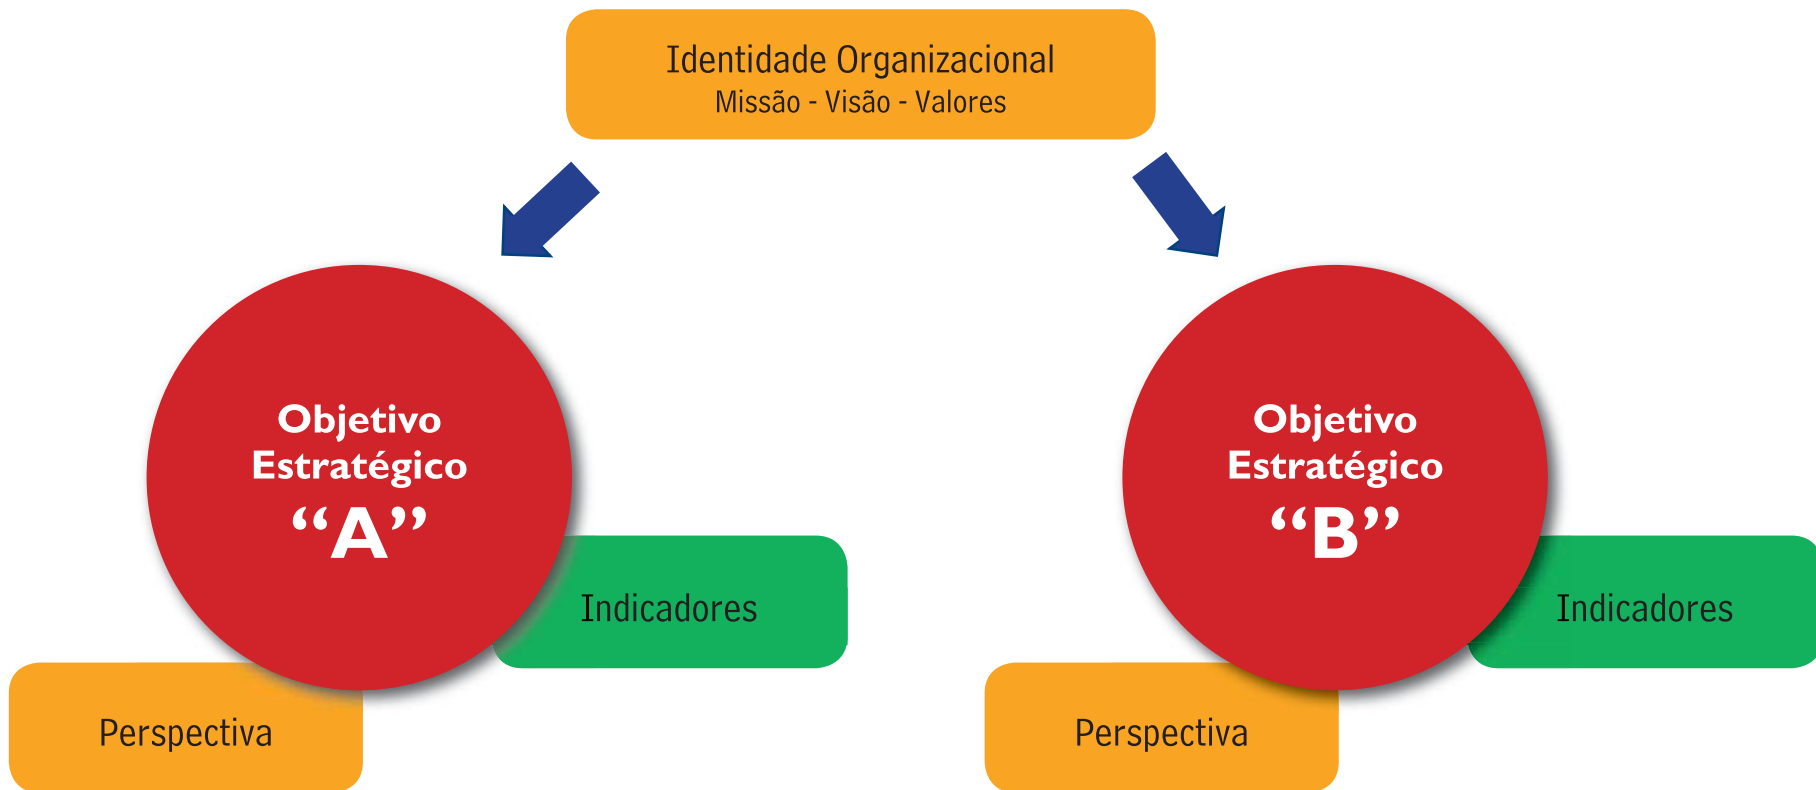 Identidade Organizacional
Missão - Visão - Valores
Objetivo
Estratégico
“A”
Indicadores
Perspectiva
Objetivo
Estratégico
“B”
Indicadores
Perspectiva